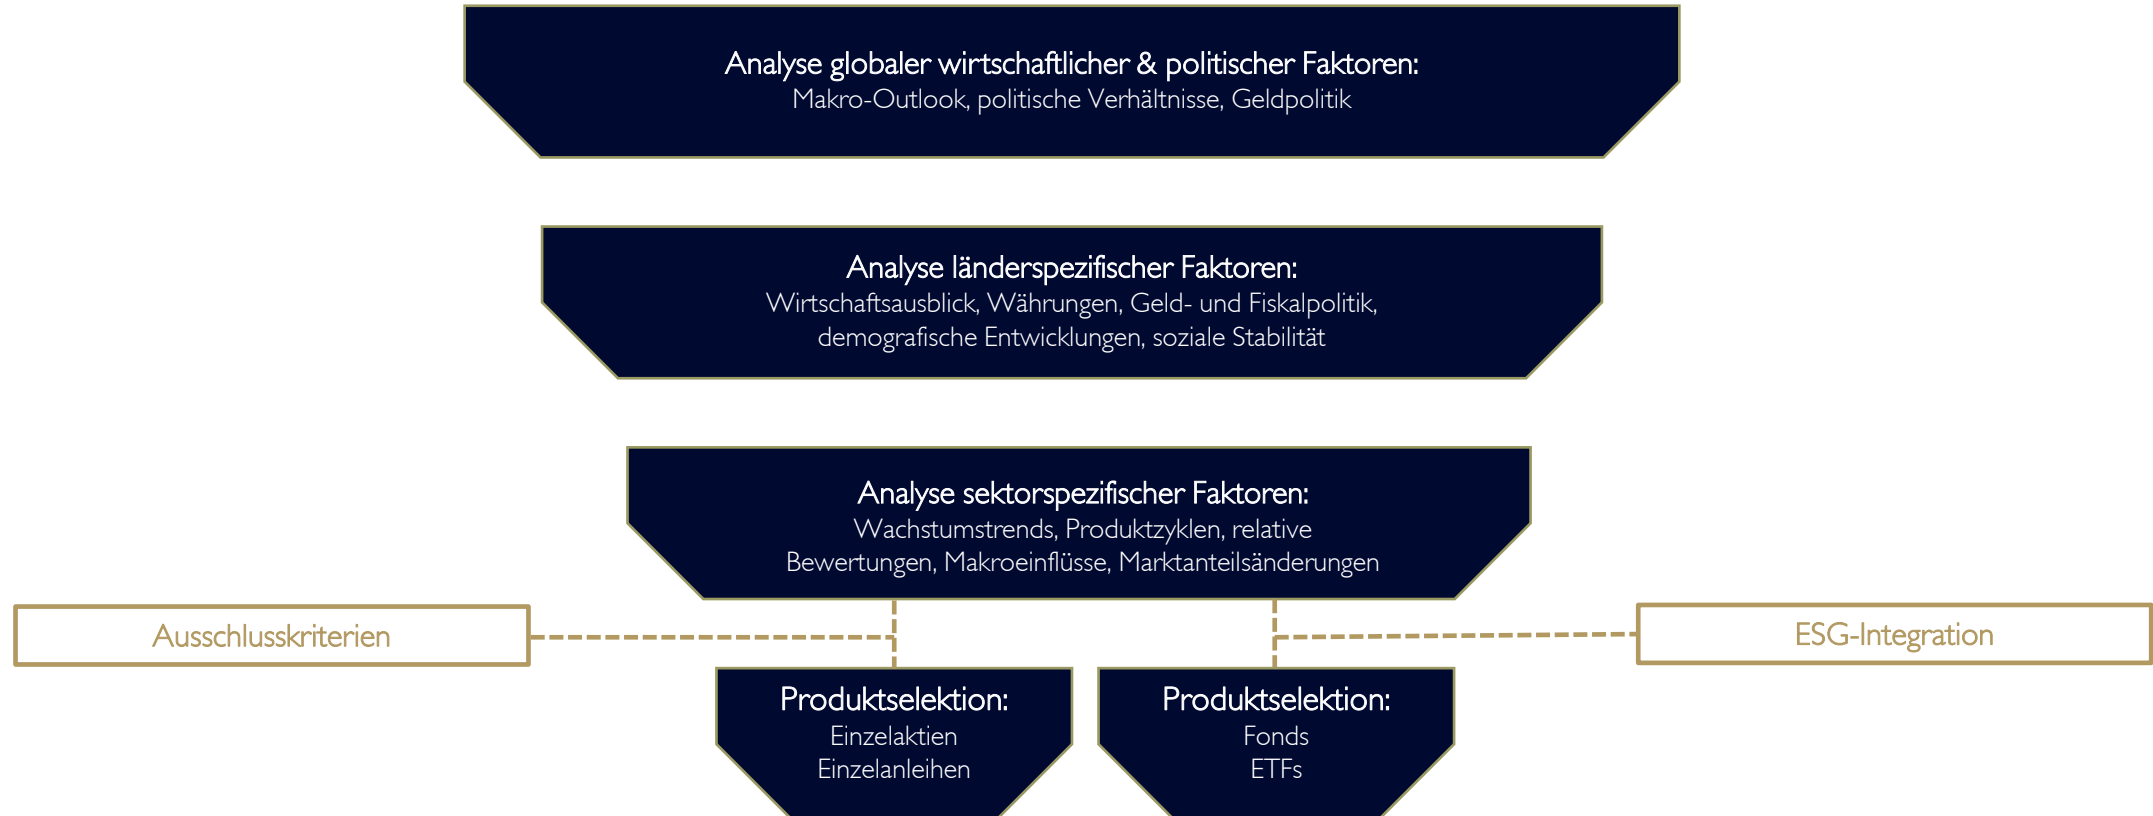 Analyse globaler wirtschaftlicher & politischer Faktoren:
Makro-Outlook, politische Verhältnisse, Geldpolitik
Analyse länderspezifischer Faktoren:
Wirtschaftsausblick, Währungen, Geld- und Fiskalpolitik,
demografische Entwicklungen, soziale Stabilität
Analyse sektorspezifischer Faktoren:
Wachstumstrends, Produktzyklen, relative
Bewertungen, Makroeinflüsse, Marktanteilsänderungen
Ausschlusskriterien
ESG-Integration
Produktselektion:
Einzelaktien
Einzelanleihen
Produktselektion:
Fonds
ETFs